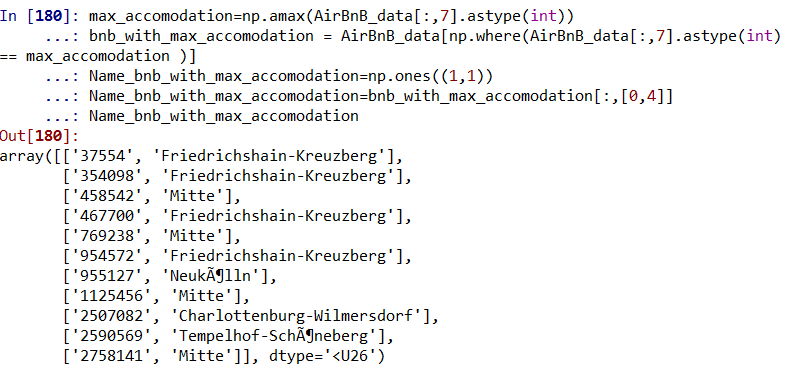 In [180]: max_accomodation=np.amax(AirBnB_data[:,7].astype(int))
     ...: bnb_with_max_accomodation = AirBnB_data[np.where(AirBnB_data[:,7].astype(int)
== max_accomodation )]
     ...: Name_bnb_with_max_accomodation=np.ones((1,1))
     ...: Name_bnb_with_max_accomodation=bnb_with_max_accomodation[:,[0,4]]
     ...: Name_bnb_with_max_accomodation
Out[180]:
array([['37554', 'Friedrichshain-Kreuzberg'],
       ['354098', 'Friedrichshain-Kreuzberg'],
       ['458542', 'Mitte'],
       ['467700', 'Friedrichshain-Kreuzberg'],
       ['769238', 'Mitte'],
       ['954572', 'Friedrichshain-Kreuzberg'],
       ['955127', 'NeukÃ¶lln'],
       ['1125456', 'Mitte'],
       ['2507082', 'Charlottenburg-Wilmersdorf'],
       ['2590569', 'Tempelhof-SchÃ¶neberg'],
       ['2758141', 'Mitte']], dtype='<U26')